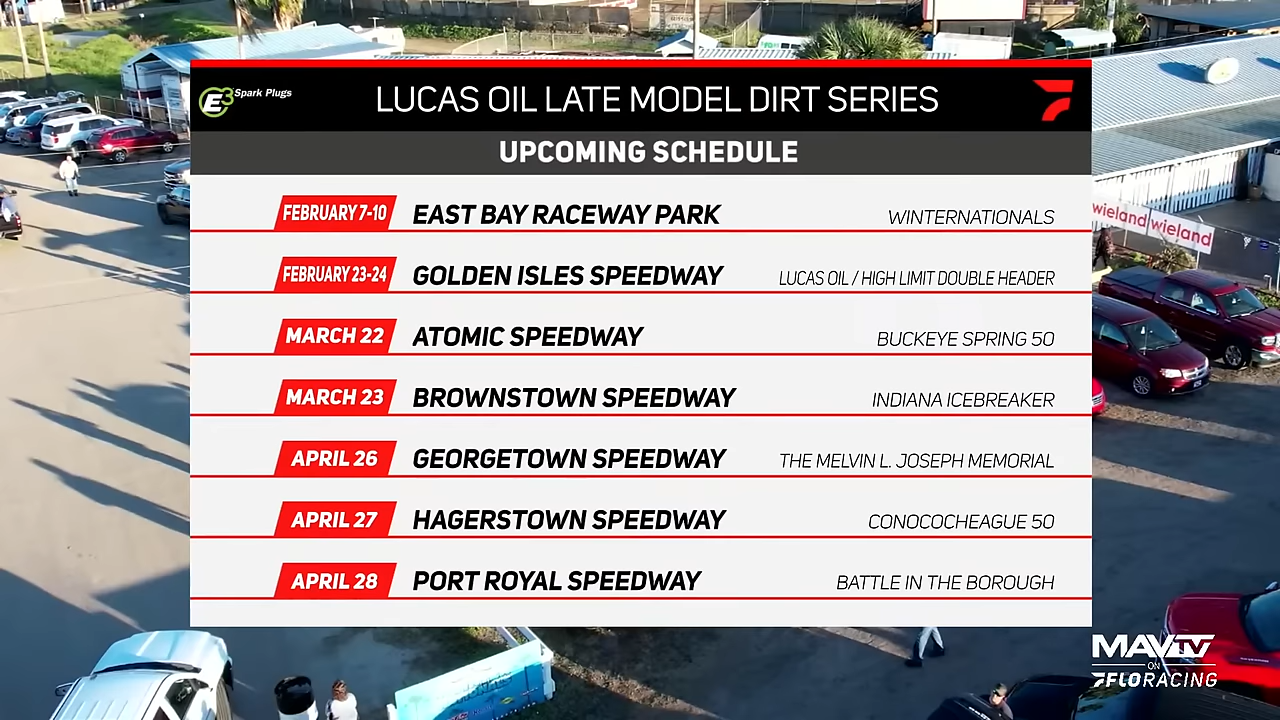 E3 Spark Plugs
LUCAS OIL LATE MODEL DIRT SERIES
UPCOMING SCHEDULE
FEBRUARY 7-10 EAST BAY RACEWAY PARK WINTERNATIONALS
FEBRUARY 23-24 GOLDEN ISLES SPEEDWAY LUCAS OIL / HIGH LIMIT DOUBLE HEADER
MARCH 22 ATOMIC SPEEDWAY BUCKEYE SPRING 50
MARCH 23 BROWNSTOWN SPEEDWAY INDIANA ICEBREAKER
APRIL 26 GEORGETOWN SPEEDWAY THE MELVIN L. JOSEPH MEMORIAL
APRIL 27 HAGERSTOWN SPEEDWAY CONOCOCHEAGUE 50
APRIL 28 PORT ROYAL SPEEDWAY BATTLE IN THE BOROUGH
wieland wieland
MAVTV
ON
FLORACING